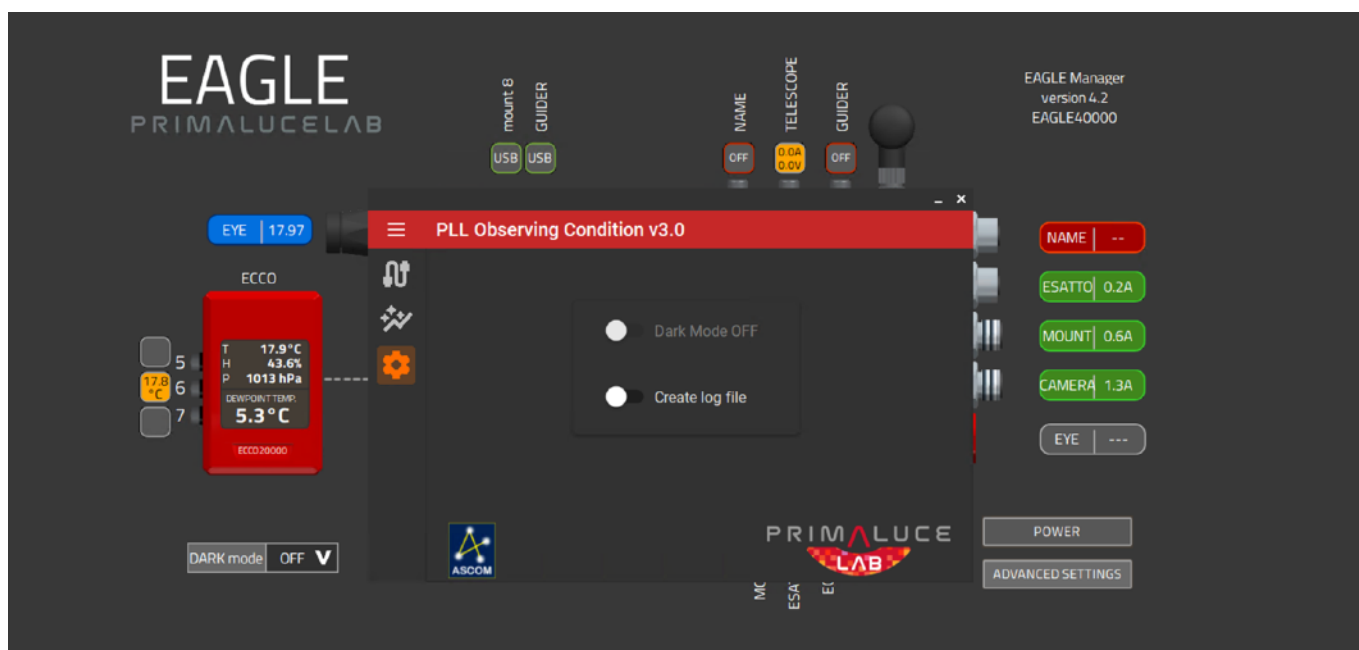 EAGLE
PRIMALUCELAB
mount 8
GUIDER
NAME
TELESCOPE
GUIDER
USB
USB
OFF
0.0A
0.0V
OFF
EAGLE Manager
version 4.2
EAGLE40000
EYE 17.97
PLL Observing Condition v3.0
Dark Mode OFF
Create log file
ASCOM
PRIMALUCE
LAB
ECCO
5
17.8
°C
6
7
T 17.9°C
H 43.6%
P 1013 hPa
DEWPOINT TEMP.
5.3°C
ECCO20000
NAME --
ESATTO 0.2A
MOUNT 0.6A
CAMERA 1.3A
EYE ---
DARK mode OFF V
POWER
ADVANCED SETTINGS